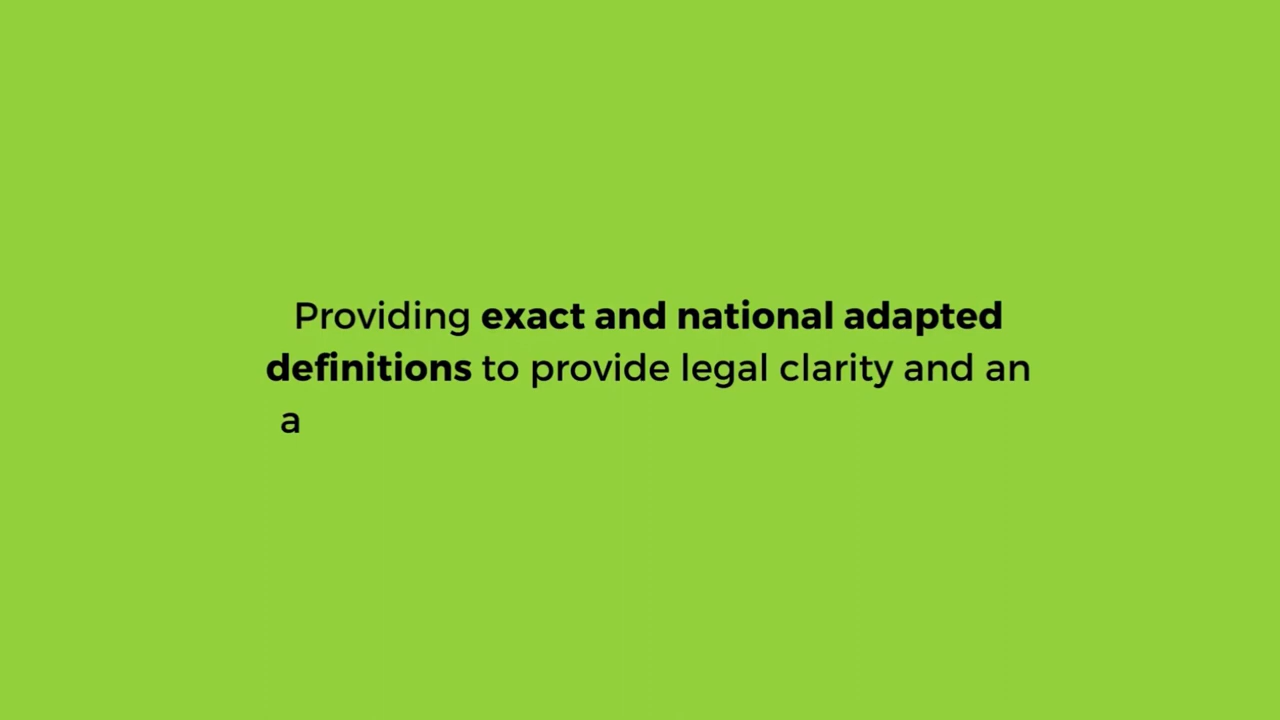 Providing exact and national adapted
definitions to provide legal clarity and an
a